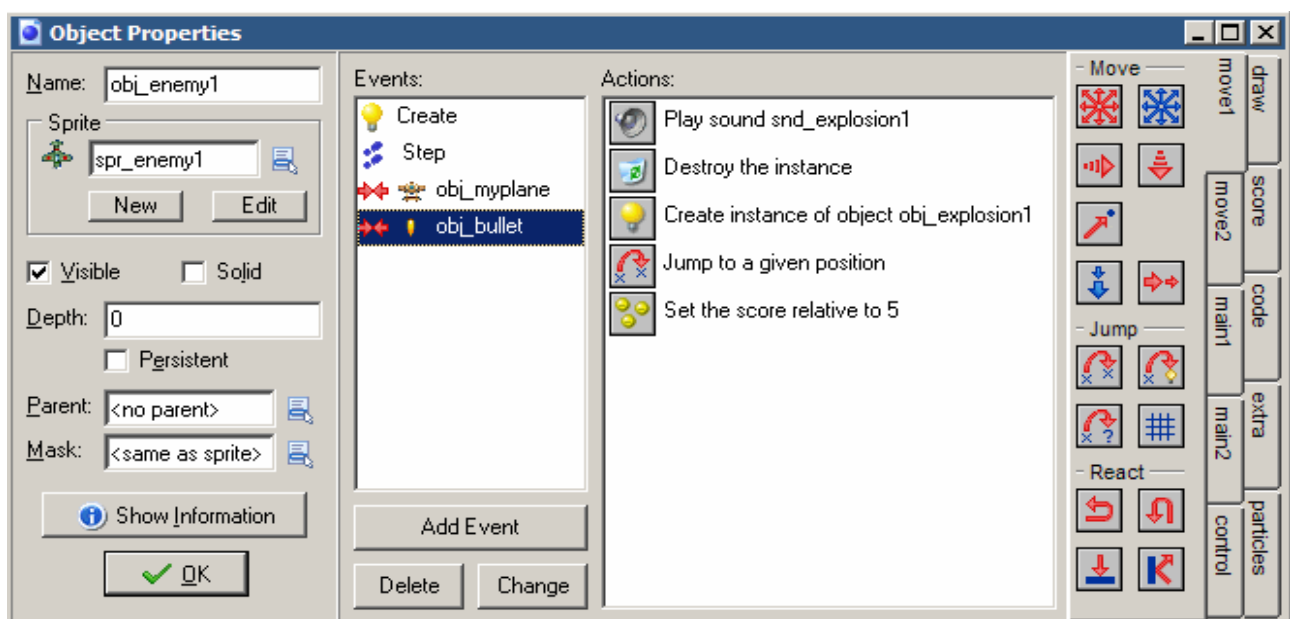 Object Properties
Name: obj_enemy1
Sprite
spr_enemy1
New Edit
Visible Solid
Depth: 0
Persistent
Parent: <no parent>
Mask: <same as sprite>
Show Information
OK
Events:
Create
Step
obj_myplane
obj_bullet
Add Event
Delete Change
Actions:
Play sound snd_explosion1
Destroy the instance
Create instance of object obj_explosion1
Jump to a given position
Set the score relative to 5
Move
Jump
React
move1
move2
main1
main2
control
draw
score
code
extra
particles